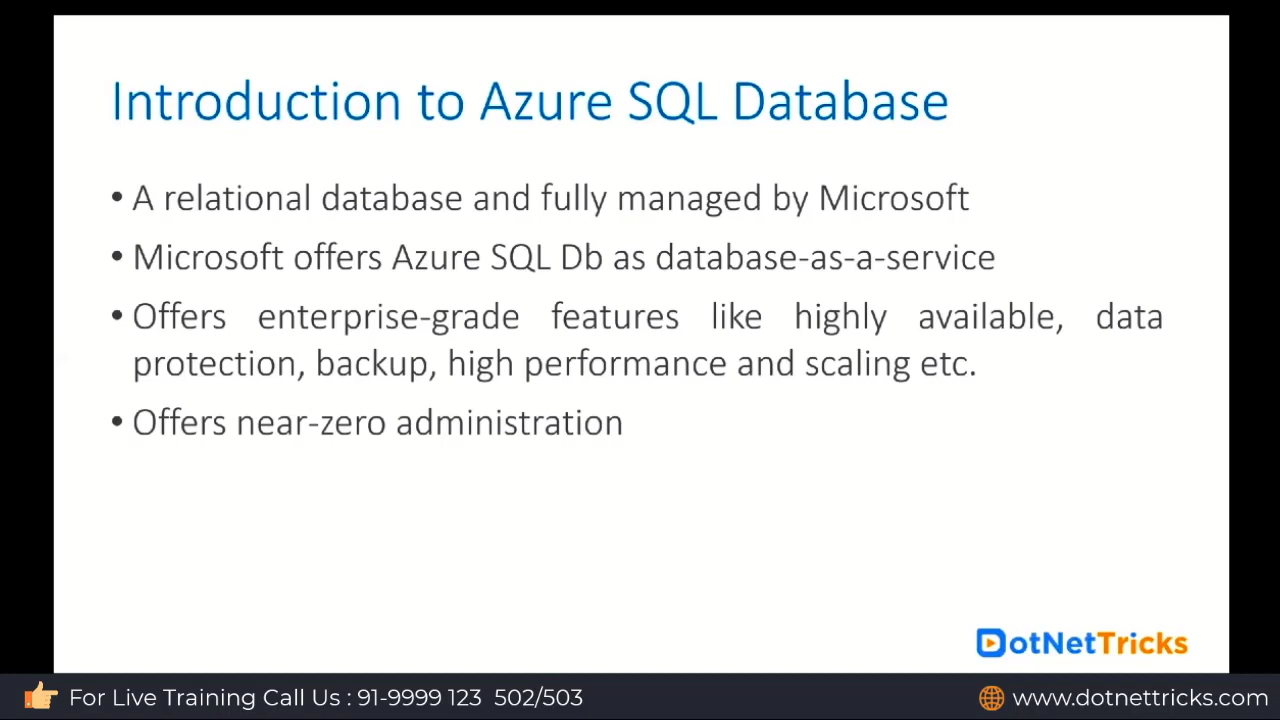 Introduction to Azure SQL Database
• A relational database and fully managed by Microsoft
• Microsoft offers Azure SQL Db as database-as-a-service
• Offers enterprise-grade features like highly available, data
protection, backup, high performance and scaling etc.
• Offers near-zero administration
DotNetTricks
For Live Training Call Us : 91-9999 123 502/503
www.dotnettricks.com